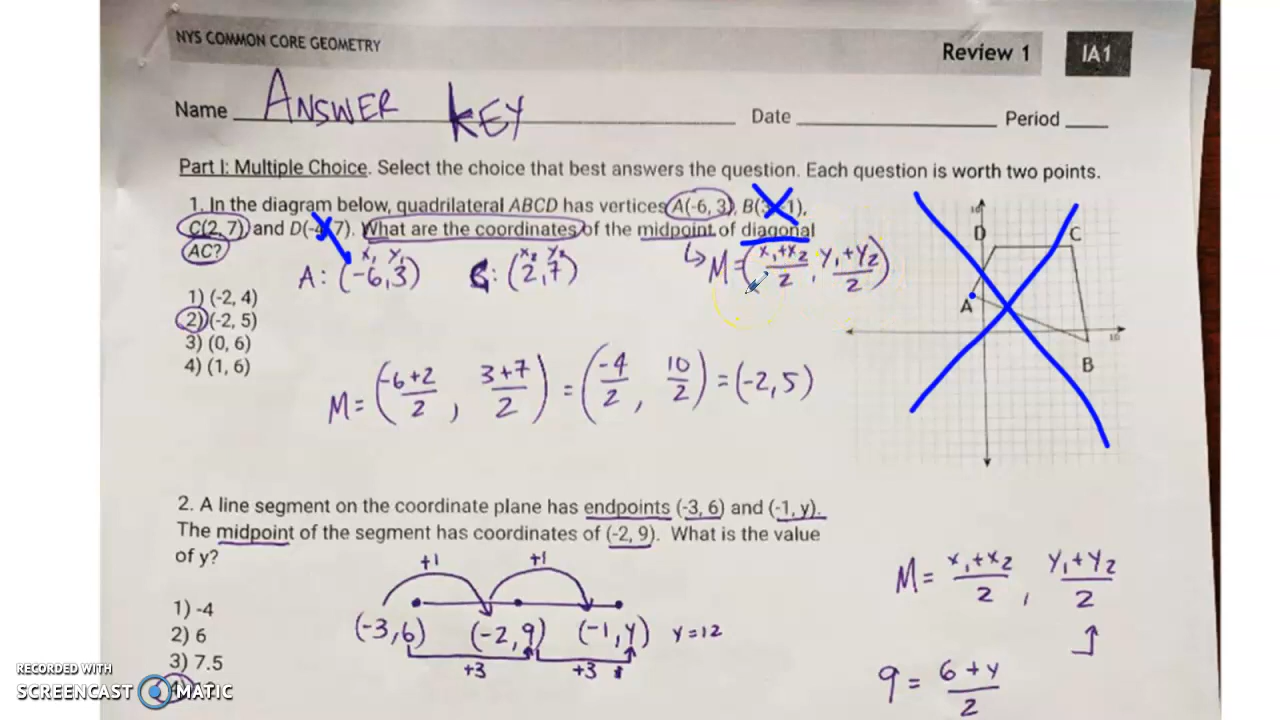 NYS COMMON CORE GEOMETRY
Review 1 IA1
Name ANSWER KEY Date Period
Part I: Multiple Choice. Select the choice that best answers the question. Each question is worth two points.
1. In the diagram below, quadrilateral ABCD has vertices A(-6, 3), B( 1),
C(2, 7) and D(- 7). What are the coordinates of the midpoint of diagonal
AC?
A: (-6, 3) x₁ y₁ C: (2, 7) x₂ y₂ ↳ M = (x₁+x₂/2, y₁+y₂/2)
1) (-2, 4)
2) (-2, 5)
3) (0, 6)
4) (1, 6)
M = (-6+2/2, 3+7/2) = (-4/2, 10/2) = (-2, 5)
10 D C
A
10
B
2. A line segment on the coordinate plane has endpoints (-3, 6) and (-1, y).
The midpoint of the segment has coordinates of (-2, 9). What is the value
of y?
+1 +1
1) -4
2) 6
3) 7.5
(-3, 6) (-2, 9) (-1, y) y = 12
+3 +3
M = x₁+x₂/2, y₁+y₂/2
9 = 6+y/2
RECORDED WITH
SCREENCAST MATIC